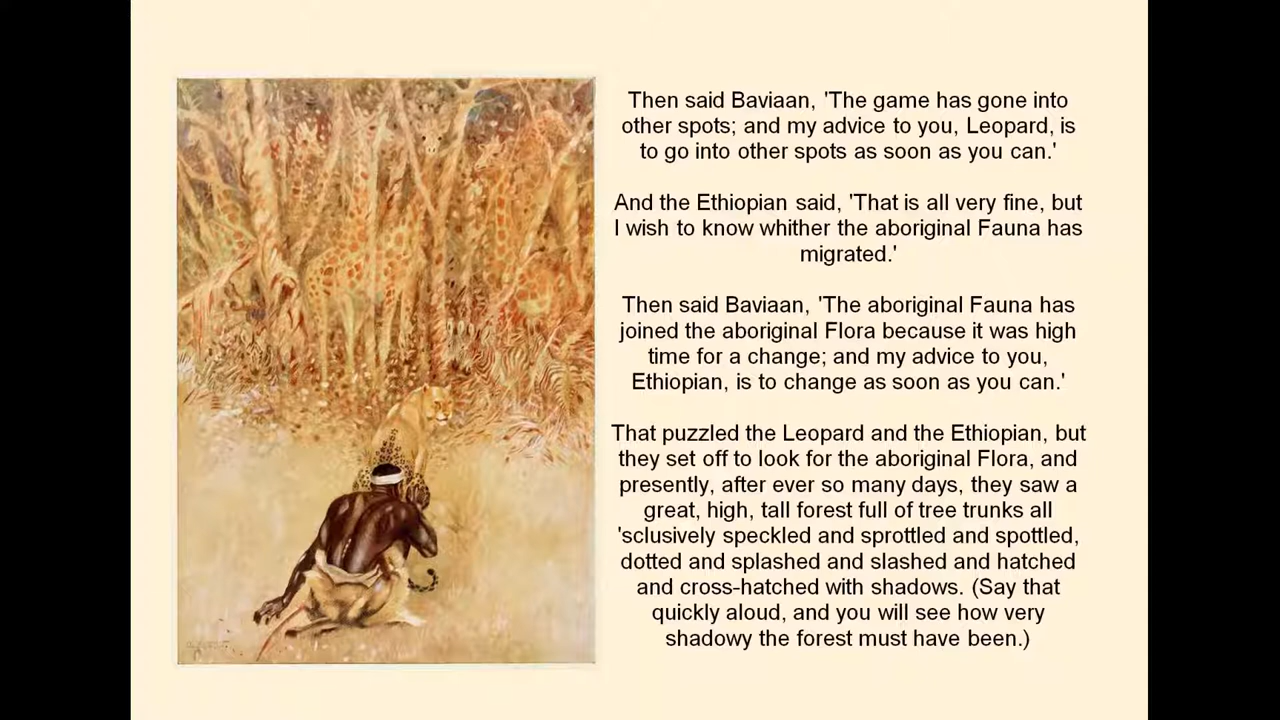 Then said Baviaan, 'The game has gone into
other spots; and my advice to you, Leopard, is
to go into other spots as soon as you can.'
And the Ethiopian said, 'That is all very fine, but
I wish to know whither the aboriginal Fauna has
migrated.'
Then said Baviaan, 'The aboriginal Fauna has
joined the aboriginal Flora because it was high
time for a change; and my advice to you,
Ethiopian, is to change as soon as you can.'
That puzzled the Leopard and the Ethiopian, but
they set off to look for the aboriginal Flora, and
presently, after ever so many days, they saw a
great, high, tall forest full of tree trunks all
'sclusively speckled and sprottled and spottled,
dotted and splashed and slashed and hatched
and cross-hatched with shadows. (Say that
quickly aloud, and you will see how very
shadowy the forest must have been.)